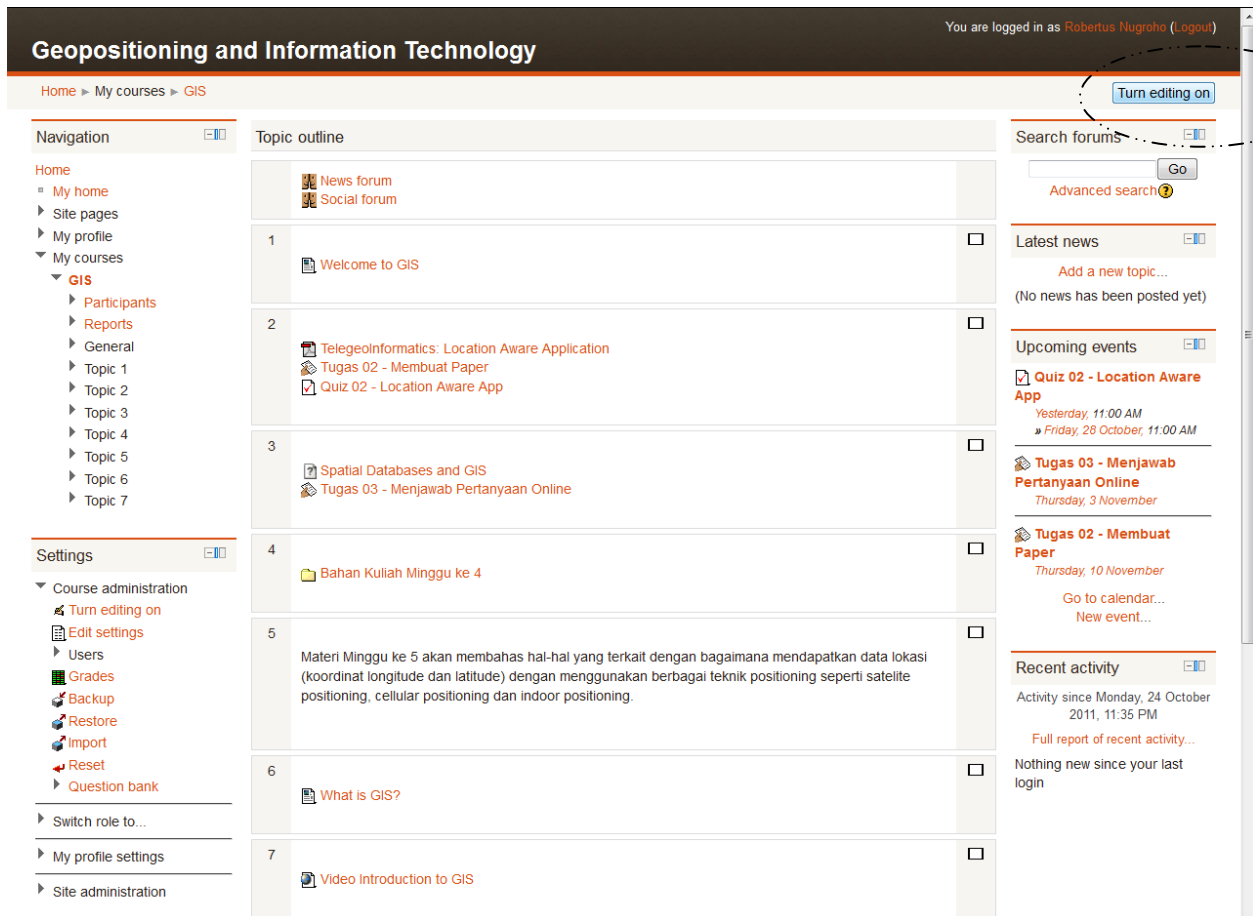 You are logged in as Robertus Nugroho (Logout)
Geopositioning and Information Technology
Home ► My courses ► GIS
Turn editing on
Navigation
Home
My home
Site pages
My profile
My courses
GIS
Participants
Reports
General
Topic 1
Topic 2
Topic 3
Topic 4
Topic 5
Topic 6
Topic 7
Settings
Course administration
Turn editing on
Edit settings
Users
Grades
Backup
Restore
Import
Reset
Question bank
Switch role to...
My profile settings
Site administration
Topic outline
News forum
Social forum
1
Welcome to GIS
2
TelegeoInformatics: Location Aware Application
Tugas 02 - Membuat Paper
Quiz 02 - Location Aware App
3
Spatial Databases and GIS
Tugas 03 - Menjawab Pertanyaan Online
4
Bahan Kuliah Minggu ke 4
5
Materi Minggu ke 5 akan membahas hal-hal yang terkait dengan bagaimana mendapatkan data lokasi
(koordinat longitude dan latitude) dengan menggunakan berbagai teknik positioning seperti satelite
positioning, cellular positioning dan indoor positioning.
6
What is GIS?
7
Video Introduction to GIS
Search forums
Go
Advanced search
Latest news
Add a new topic...
(No news has been posted yet)
Upcoming events
Quiz 02 - Location Aware
App
Yesterday, 11:00 AM
» Friday, 28 October, 11:00 AM
Tugas 03 - Menjawab
Pertanyaan Online
Thursday, 3 November
Tugas 02 - Membuat
Paper
Thursday, 10 November
Go to calendar...
New event...
Recent activity
Activity since Monday, 24 October
2011, 11:35 PM
Full report of recent activity...
Nothing new since your last
login